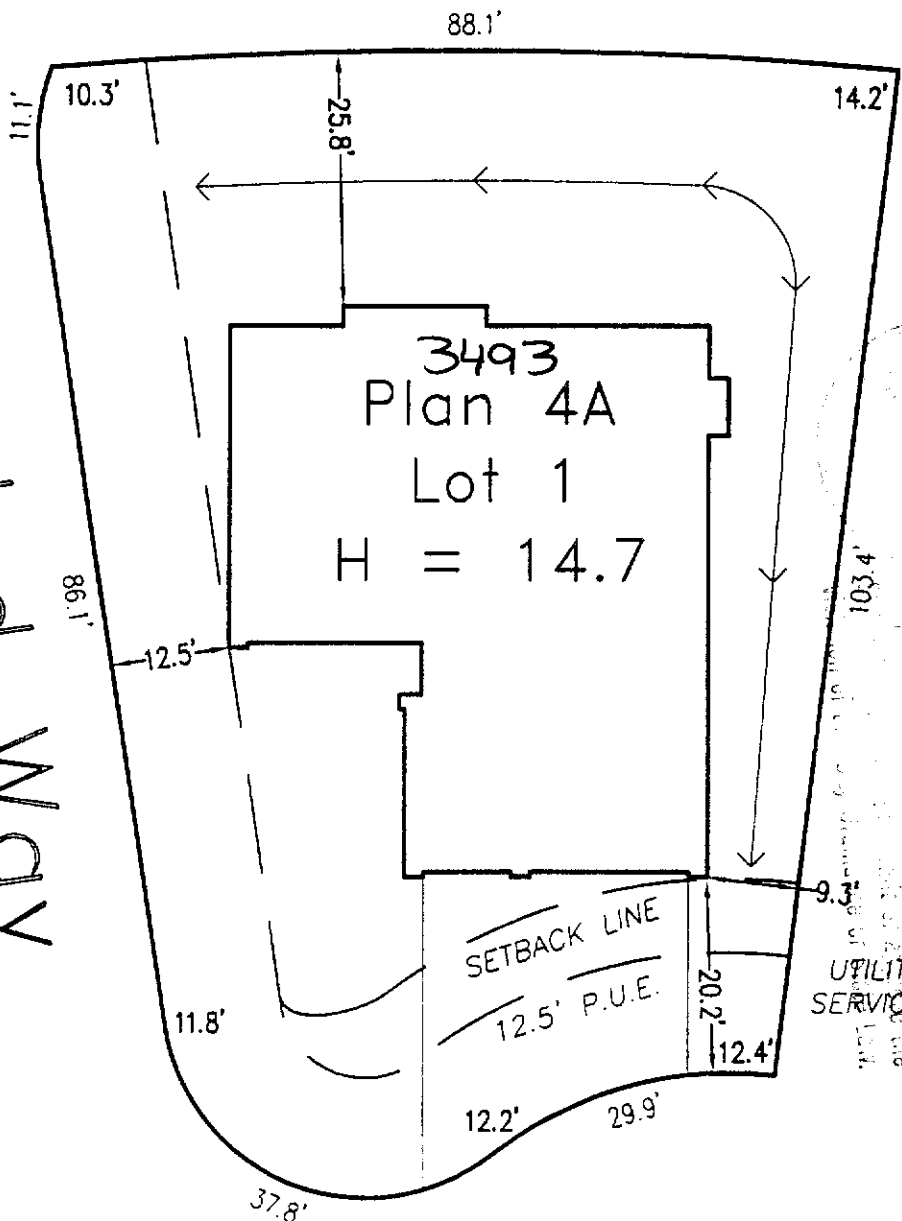 88.1'
10.3'
14.2'
11.1'
25.8'
3493
Plan 4A
Lot 1
H = 14.7
86.1'
103.4'
12.5'
Way
9.3'
SETBACK LINE
12.5' P.U.E.
20.2'
12.4'
11.8'
12.2'
29.9'
37.8'